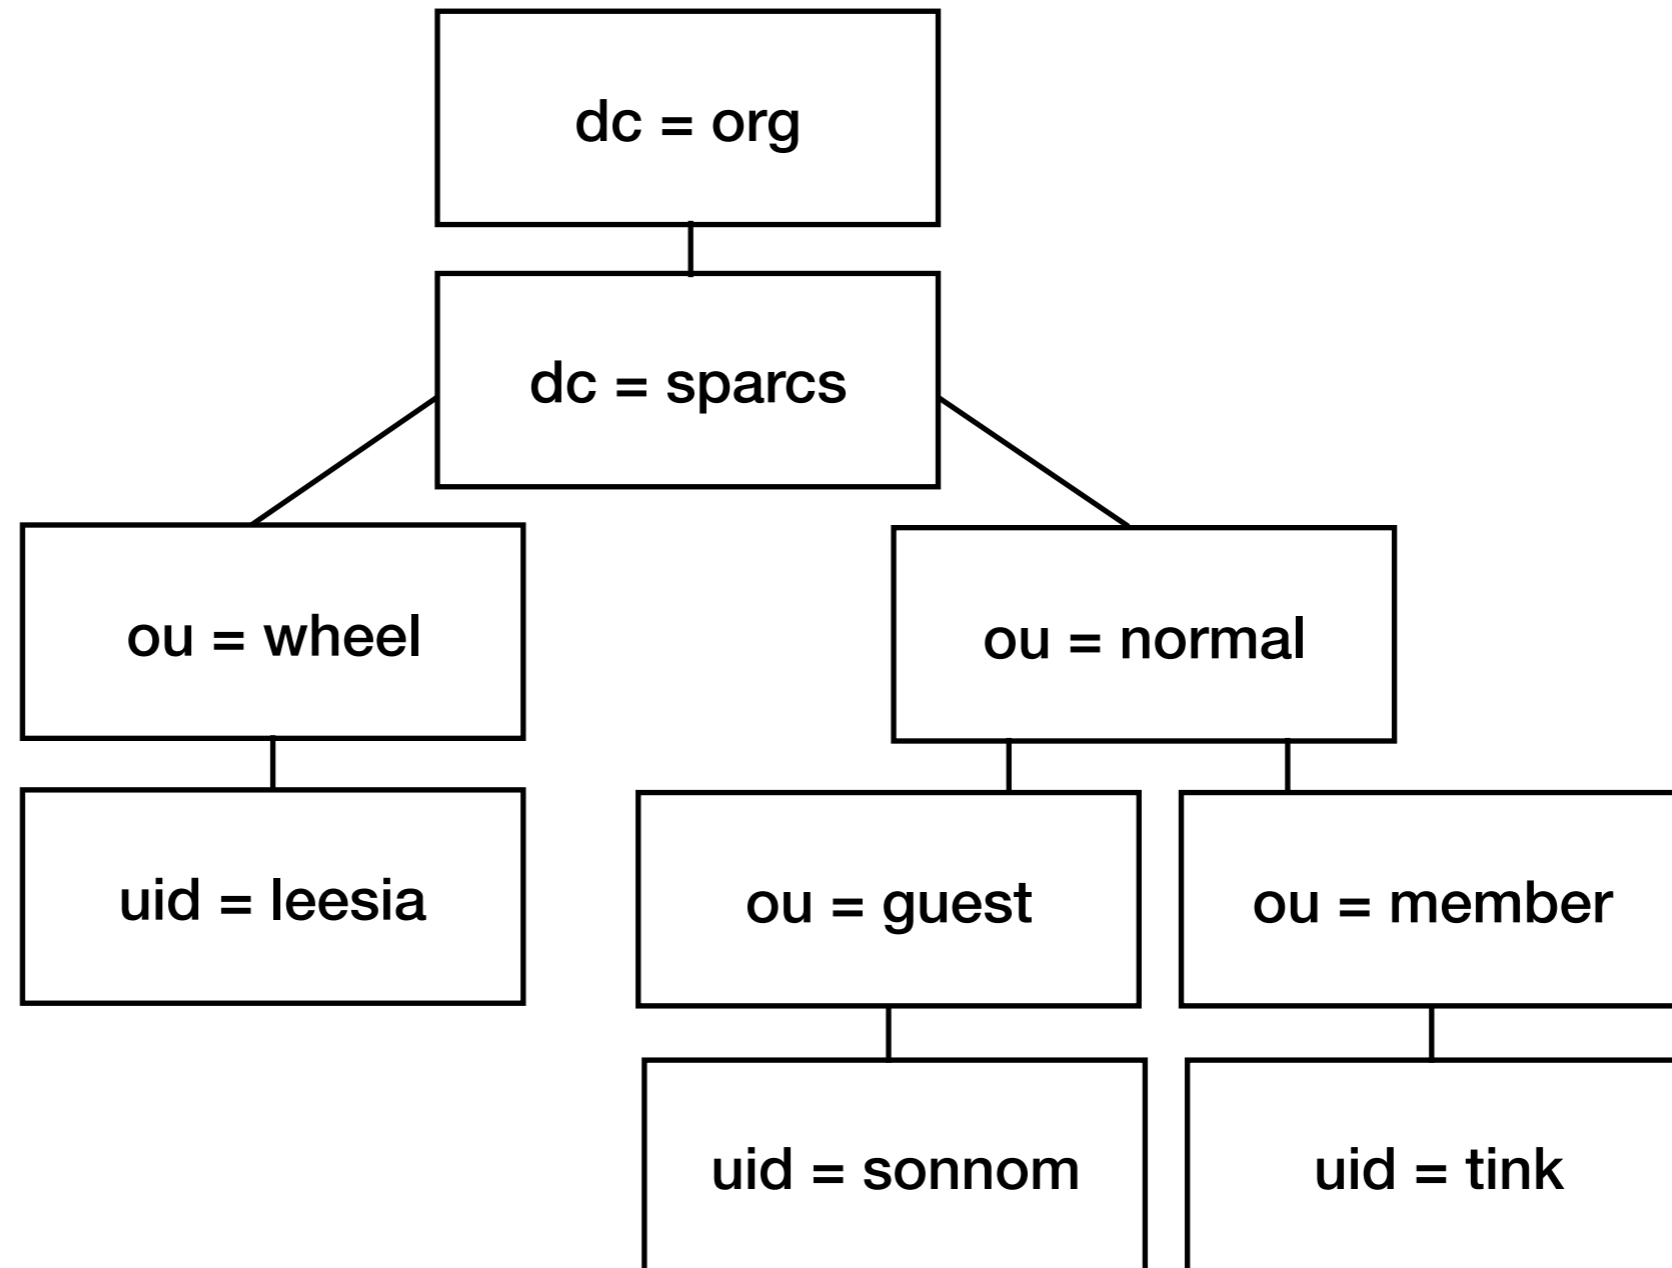 dc = org
dc = sparcs
ou = wheel
ou = normal
uid = leesia
ou = guest
ou = member
uid = sonnom
uid = tink